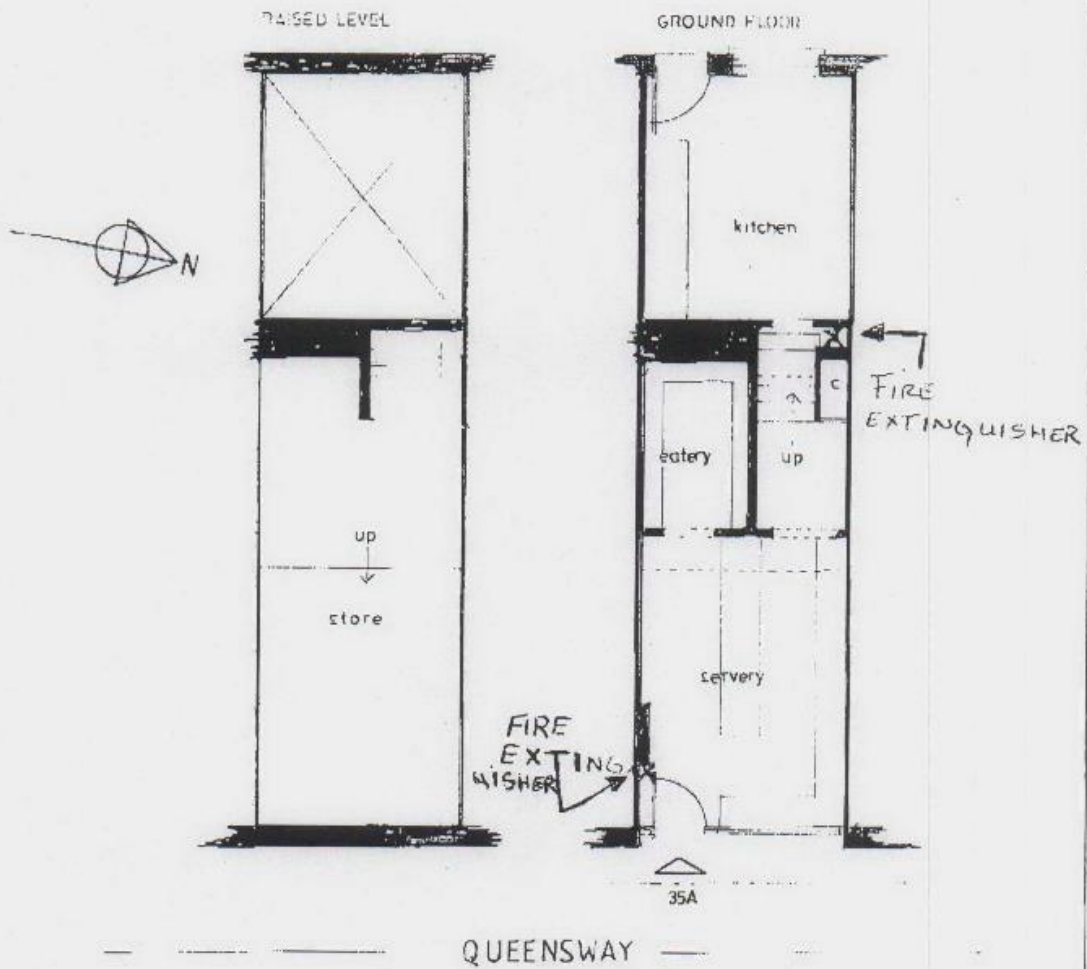 RAISED LEVEL
GROUND FLOOR
N
kitchen
FIRE
EXTINGUISHER
c
eatery
up
up
store
servery
FIRE
EXTING
UISHER
35A
QUEENSWAY